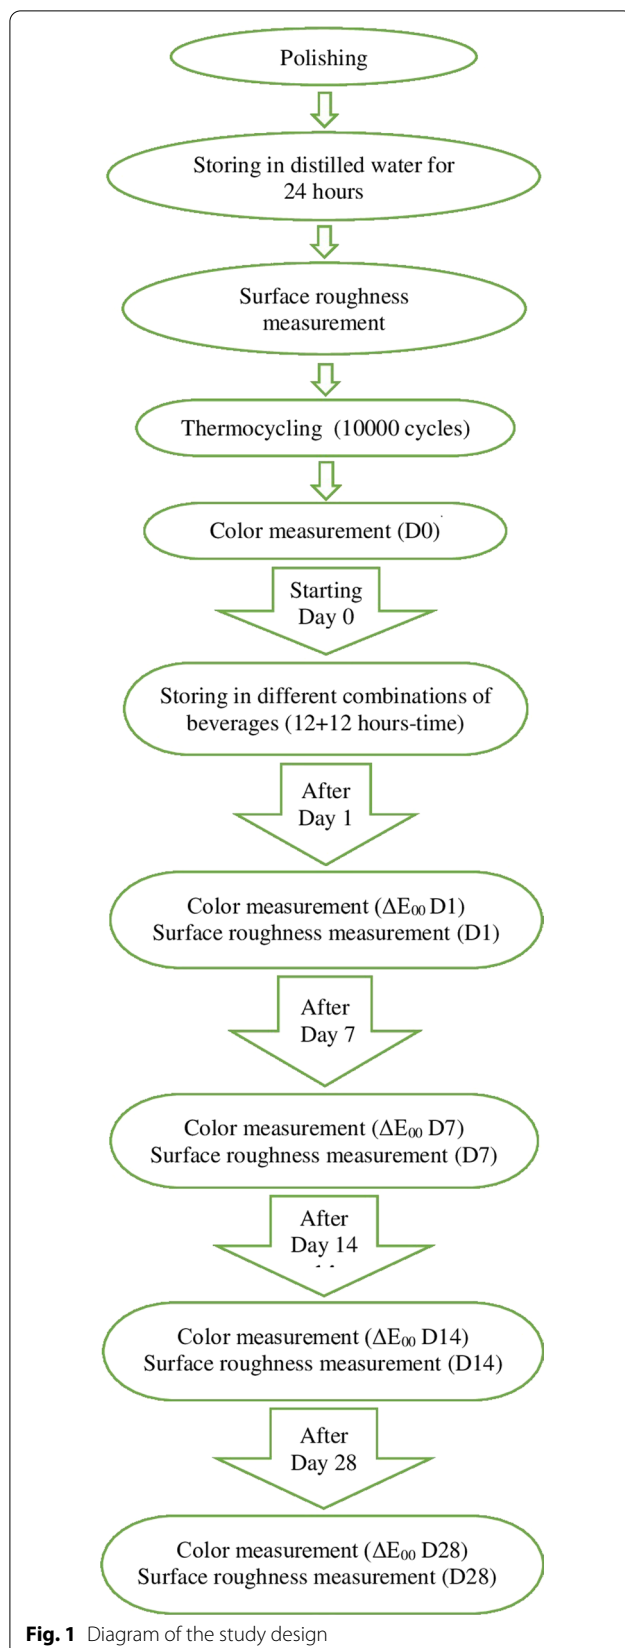 Polishing
Storing in distilled water for
24 hours
Surface roughness
measurement
Thermocycling (10000 cycles)
Color measurement (D0)
Starting
Day 0
Storing in different combinations of
beverages (12+12 hours-time)
After
Day 1
Color measurement (ΔE₀₀ D1)
Surface roughness measurement (D1)
After
Day 7
Color measurement (ΔE₀₀ D7)
Surface roughness measurement (D7)
After
Day 14
Color measurement (ΔE₀₀ D14)
Surface roughness measurement (D14)
After
Day 28
Color measurement (ΔE₀₀ D28)
Surface roughness measurement (D28)
Fig. 1 Diagram of the study design